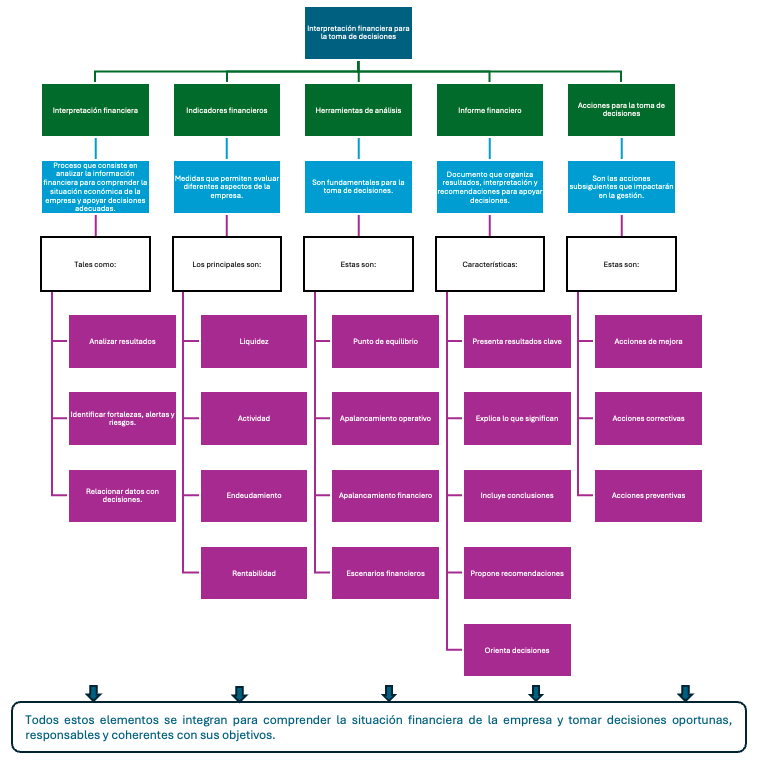 Interpretación financiera para
la toma de decisiones
Interpretación financiera
Indicadores financieros
Herramientas de análisis
Informe financiero
Acciones para la toma de
decisiones
Proceso que consiste en
analizar la información
financiera para comprender la
situación económica de la
empresa y apoyar decisiones
adecuadas.
Medidas que permiten evaluar
diferentes aspectos de la
empresa.
Son fundamentales para la
toma de decisiones.
Documento que organiza
resultados, interpretación y
recomendaciones para apoyar
decisiones.
Son las acciones
subsiguientes que impactarán
en la gestión.
Tales como:
Los principales son:
Estas son:
Características:
Estas son:
Analizar resultados
Liquidez
Punto de equilibrio
Presenta resultados clave
Acciones de mejora
Identificar fortalezas, alertas y
riesgos.
Actividad
Apalancamiento operativo
Explica lo que significan
Acciones correctivas
Relacionar datos con
decisiones.
Endeudamiento
Apalancamiento financiero
Incluye conclusiones
Acciones preventivas
Rentabilidad
Escenarios financieros
Propone recomendaciones
Orienta decisiones
Todos estos elementos se integran para comprender la situación financiera de la empresa y tomar decisiones oportunas,
responsables y coherentes con sus objetivos.